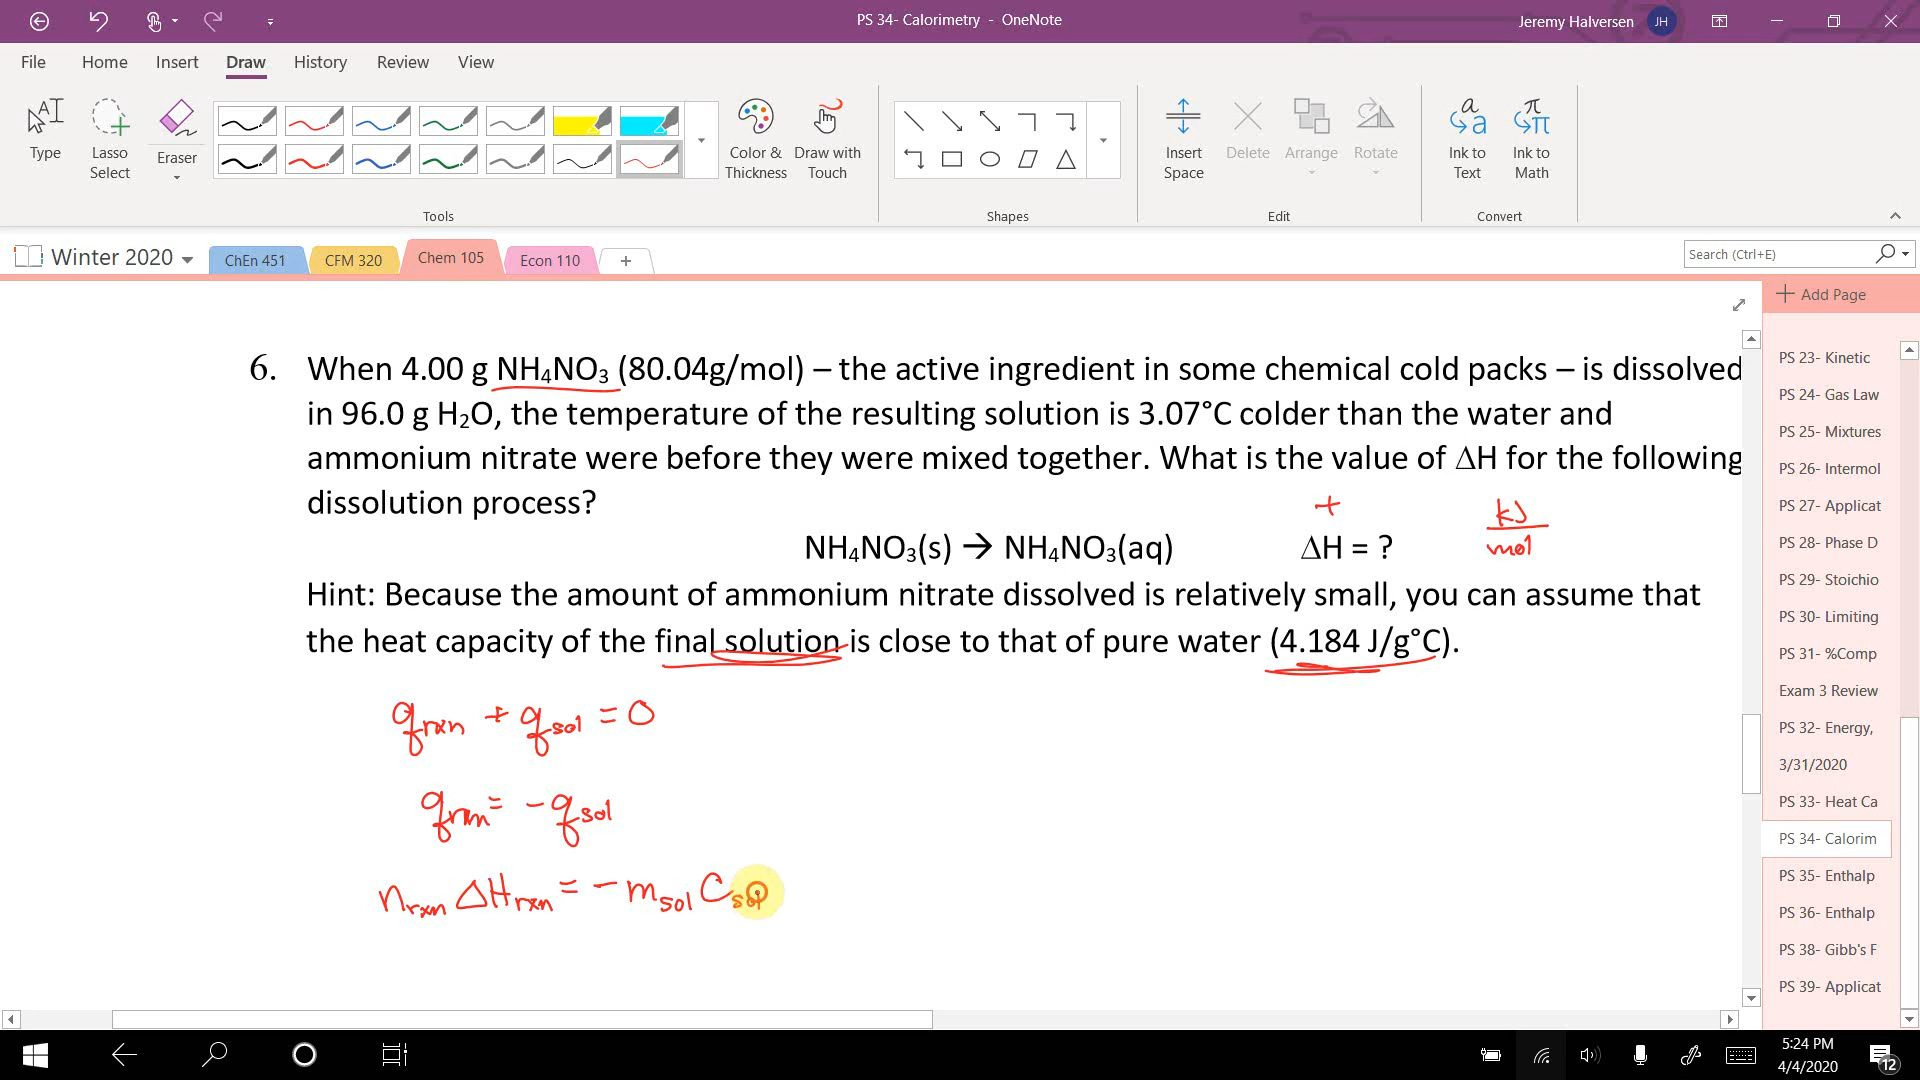 PS 34- Calorimetry - OneNote
Jeremy Halversen JH
File Home Insert Draw History Review View
Type
Lasso Select
Eraser
Color & Thickness
Draw with Touch
Insert Space
Delete
Arrange
Rotate
Ink to Text
Ink to Math
Tools Shapes Edit Convert
Winter 2020 ChEn 451 CFM 320 Chem 105 Econ 110 +
Search (Ctrl+E)
Add Page
6. When 4.00 g NH₄NO₃ (80.04g/mol) – the active ingredient in some chemical cold packs – is dissolved
in 96.0 g H₂O, the temperature of the resulting solution is 3.07°C colder than the water and
ammonium nitrate were before they were mixed together. What is the value of ΔH for the following
dissolution process?
+ kJ/mol
NH₄NO₃(s) → NH₄NO₃(aq) ΔH = ?
Hint: Because the amount of ammonium nitrate dissolved is relatively small, you can assume that
the heat capacity of the final solution is close to that of pure water (4.184 J/g°C).
q rxn + q sol = 0
q rxn = - q sol
n rxn ΔH rxn = - m sol C sol
PS 23- Kinetic
PS 24- Gas Law
PS 25- Mixtures
PS 26- Intermol
PS 27- Applicat
PS 28- Phase D
PS 29- Stoichio
PS 30- Limiting
PS 31- %Comp
Exam 3 Review
PS 32- Energy,
3/31/2020
PS 33- Heat Ca
PS 34- Calorim
PS 35- Enthalp
PS 36- Enthalp
PS 38- Gibb's F
PS 39- Applicat
5:24 PM
4/4/2020
12